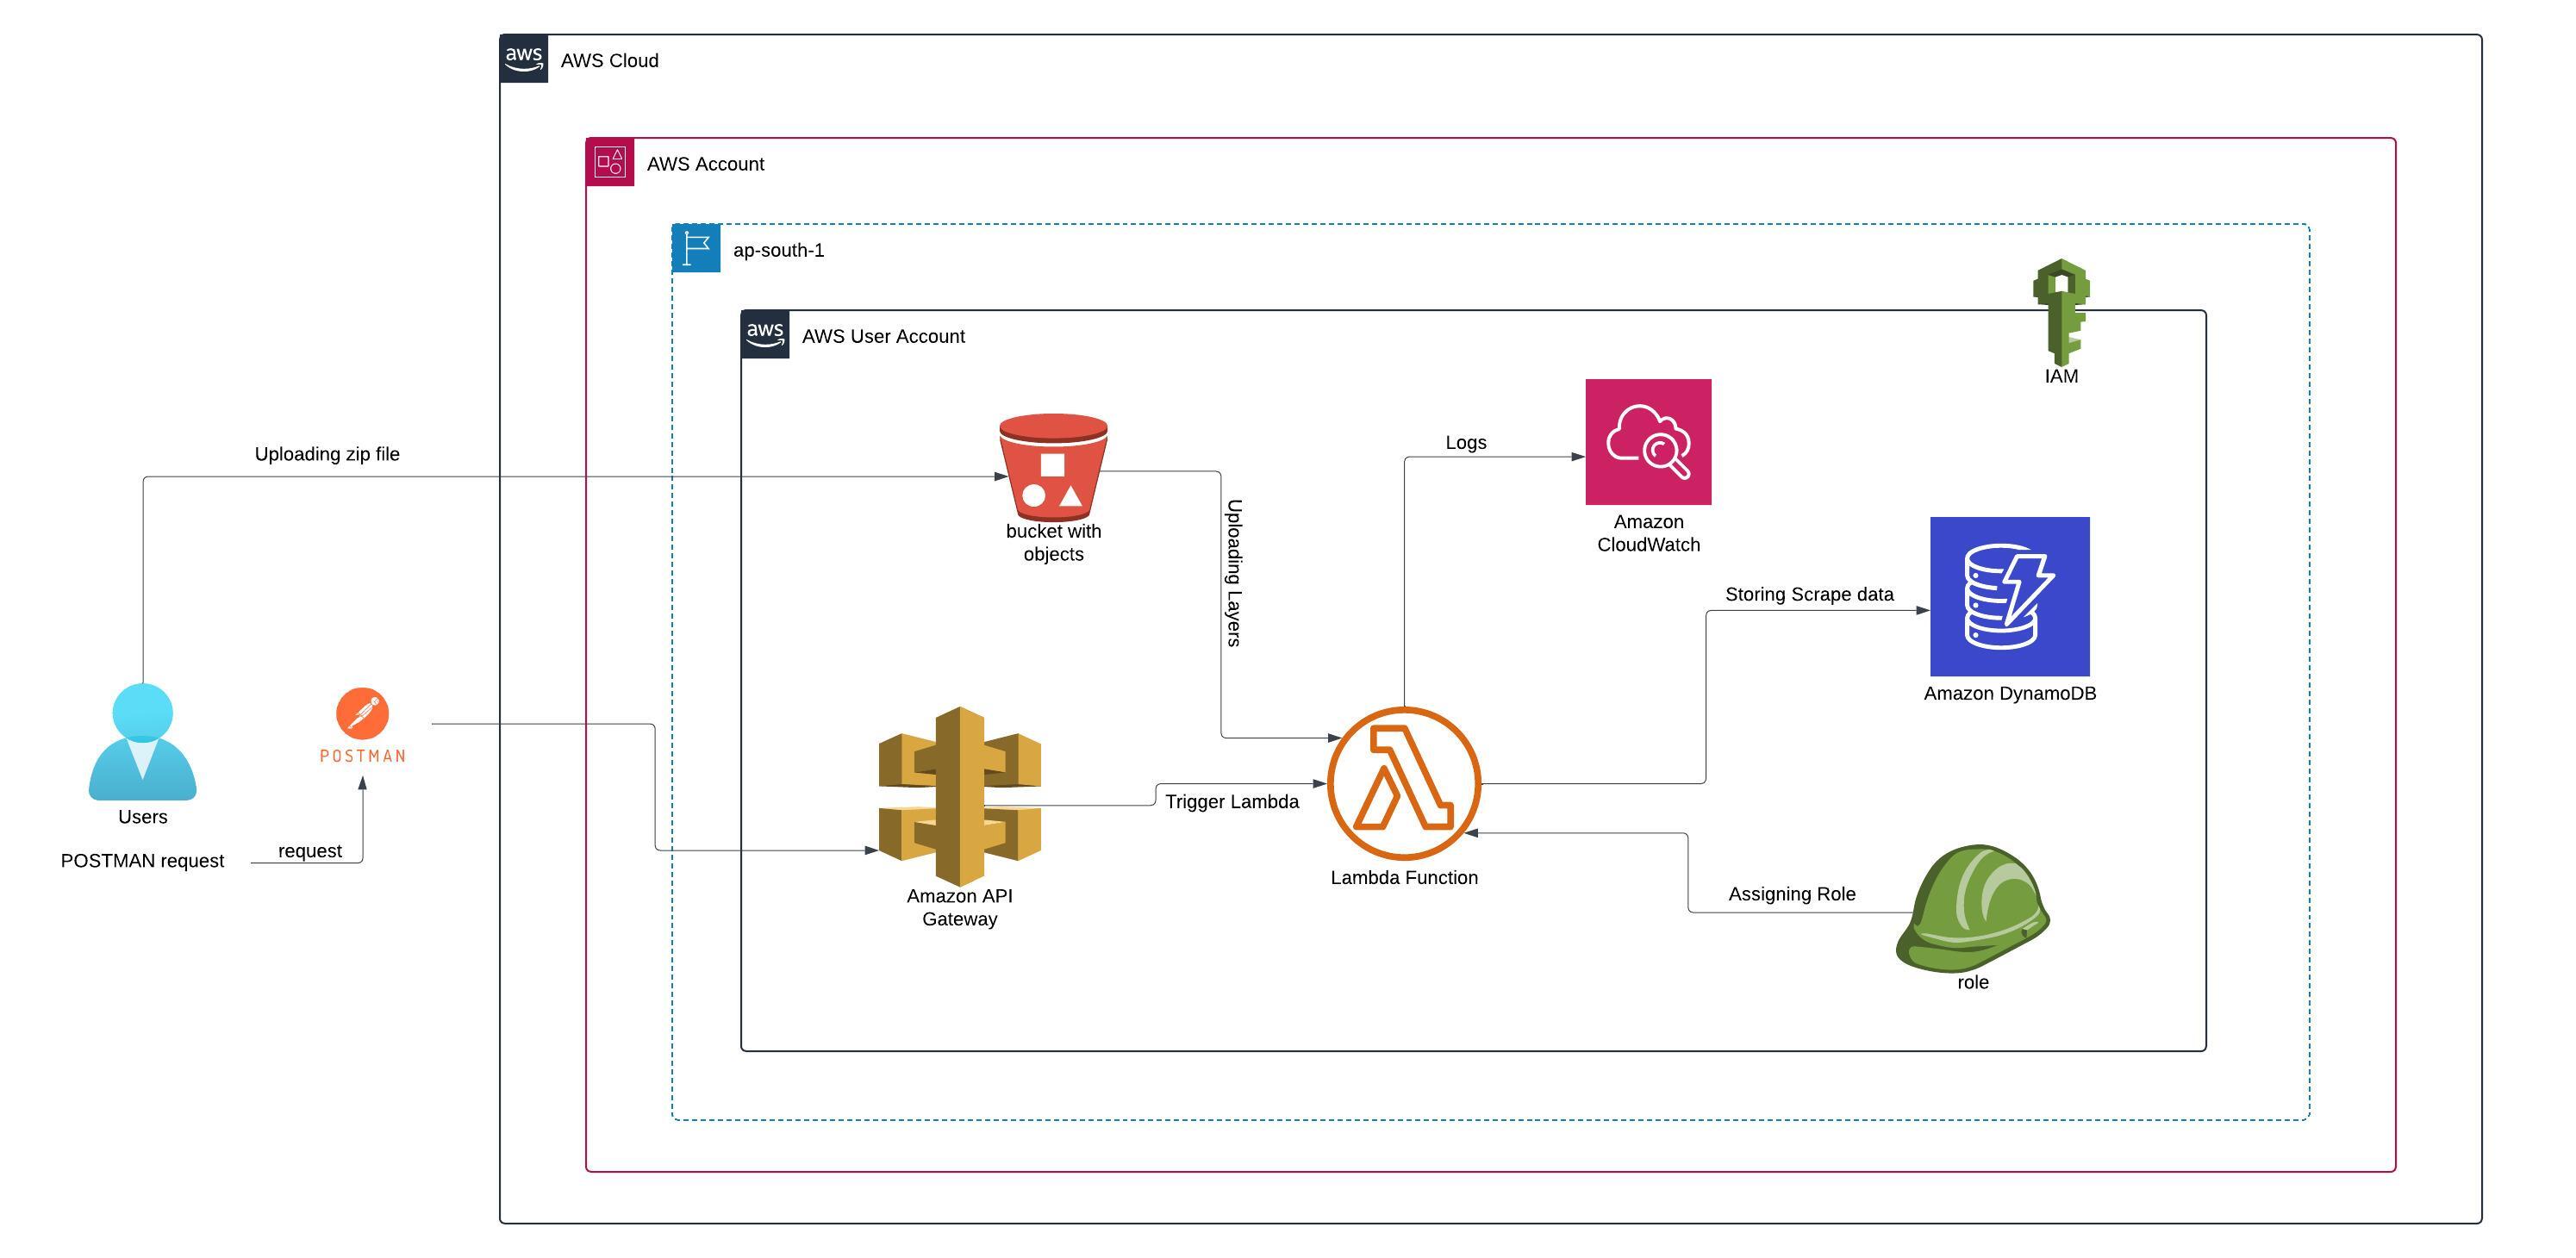 aws
AWS Cloud
AWS Account
ap-south-1
aws
AWS User Account
IAM
Uploading zip file
bucket with
objects
Uploading Layers
Logs
Amazon
CloudWatch
Storing Scrape data
Amazon DynamoDB
POSTMAN
Users
POSTMAN request
request
Amazon API
Gateway
Trigger Lambda
Lambda Function
Assigning Role
role